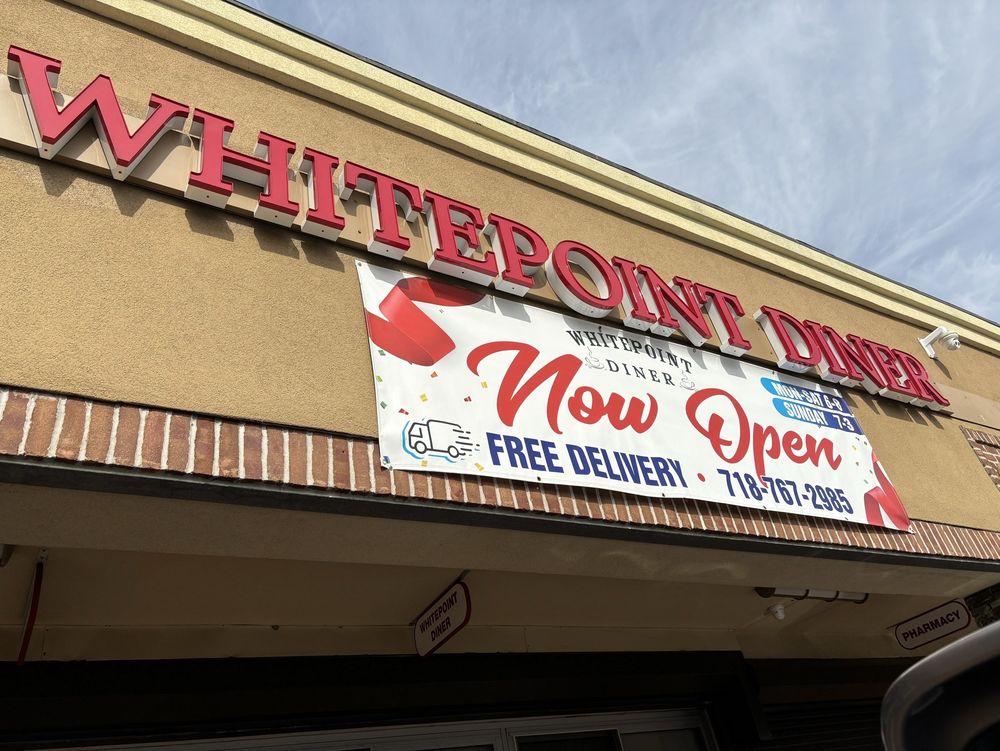 WHITEPOINT DINER
WHITEPOINT
DINER
Now Open
MON-SAT 6-Y
SUNDAY 7-3
FREE DELIVERY • 718-767-2985
WHITEPOINT
DINER
PHARMACY